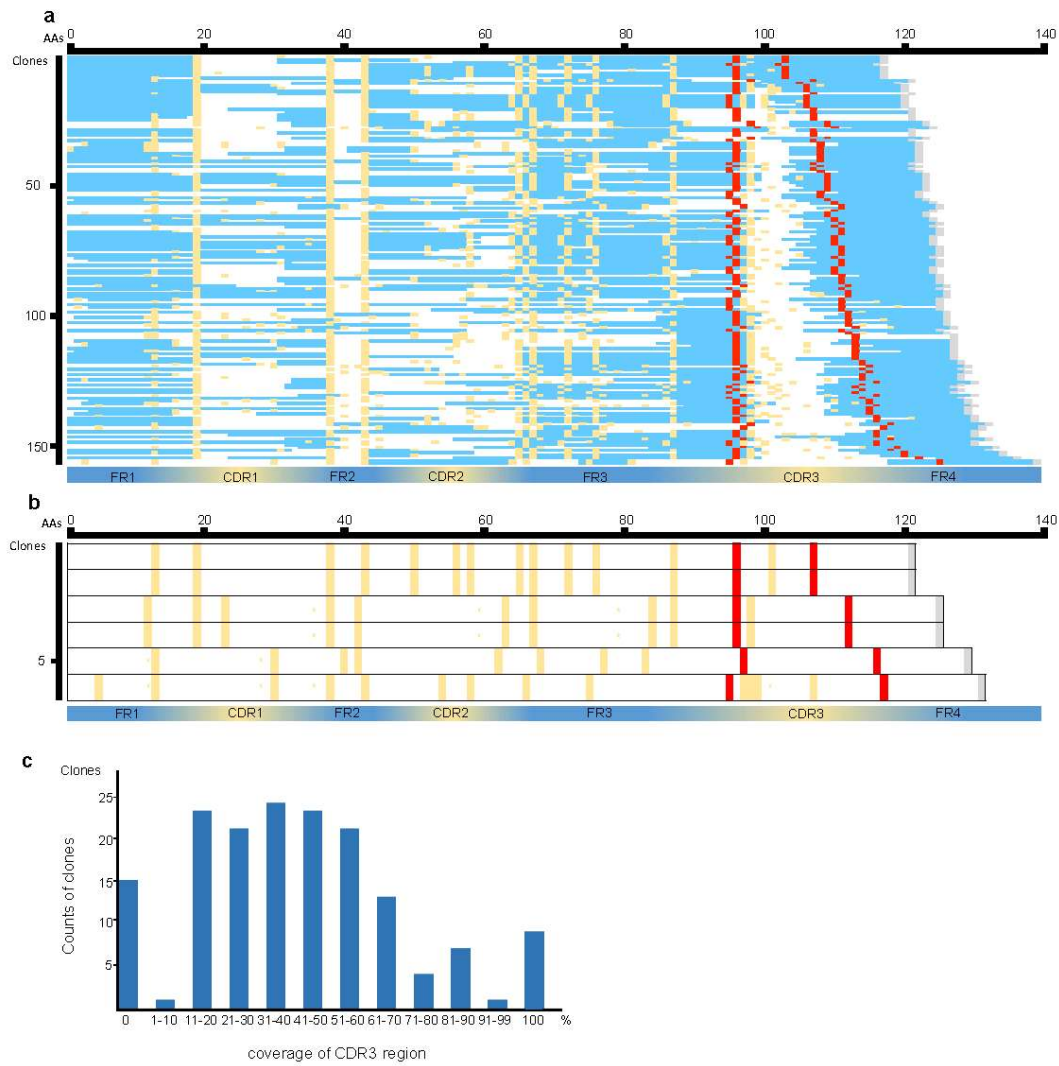 a
AAs 0 20 40 60 80 100 120 140
Clones
50
100
150
FR1 CDR1 FR2 CDR2 FR3 CDR3 FR4
b
AAs 0 20 40 60 80 100 120 140
Clones
5
FR1 CDR1 FR2 CDR2 FR3 CDR3 FR4
c
Clones
25
20
15
10
5
Counts of clones
0 1-10 11-20 21-30 31-40 41-50 51-60 61-70 71-80 81-90 91-99 100 %
coverage of CDR3 region